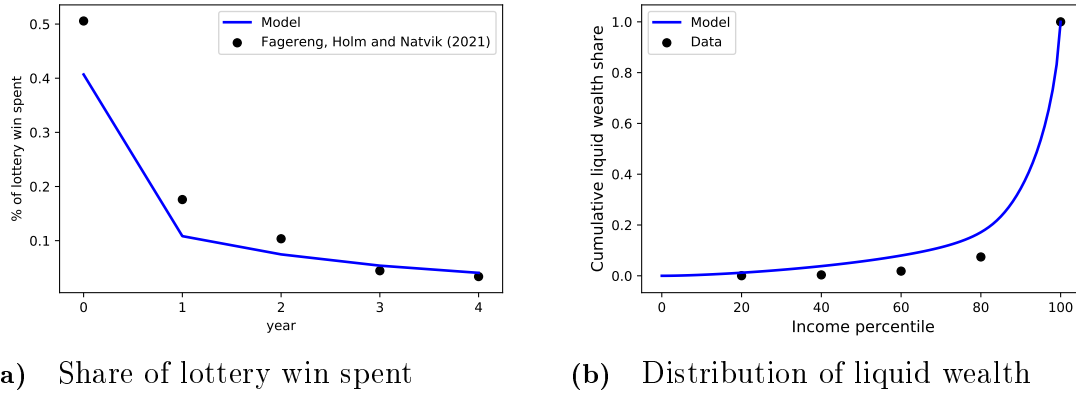 % of lottery win spent
0.5
0.4
0.3
0.2
0.1
0 1 2 3 4
year
Model
Fagereng, Holm and Natvik (2021)
a) Share of lottery win spent
Cumulative liquid wealth share
1.0
0.8
0.6
0.4
0.2
0.0
0 20 40 60 80 100
Income percentile
Model
Data
(b) Distribution of liquid wealth